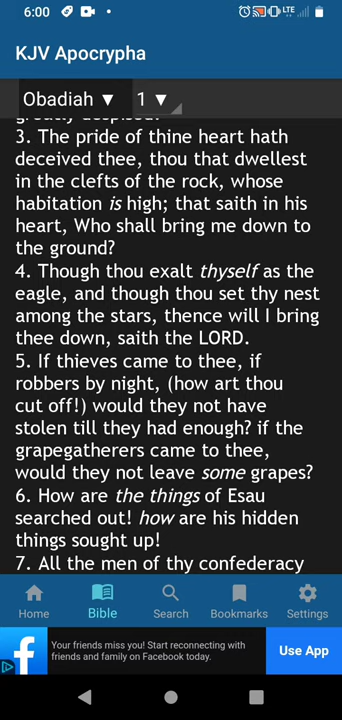 6:00
LTE
KJV Apocrypha
Obadiah ▼ 1 ▼
greatly despised.
3. The pride of thine heart hath
deceived thee, thou that dwellest
in the clefts of the rock, whose
habitation is high; that saith in his
heart, Who shall bring me down to
the ground?
4. Though thou exalt thyself as the
eagle, and though thou set thy nest
among the stars, thence will I bring
thee down, saith the LORD.
5. If thieves came to thee, if
robbers by night, (how art thou
cut off!) would they not have
stolen till they had enough? if the
grapegatherers came to thee,
would they not leave some grapes?
6. How are the things of Esau
searched out! how are his hidden
things sought up!
7. All the men of thy confederacy
Home
Bible
Search
Bookmarks
Settings
Your friends miss you! Start reconnecting with
friends and family on Facebook today.
Use App